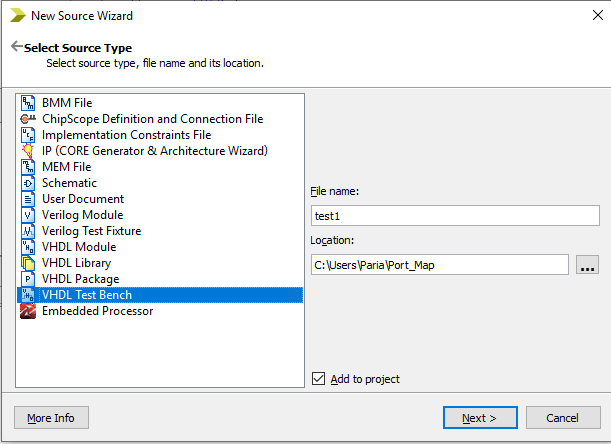 New Source Wizard
Select Source Type
Select source type, file name and its location.
BMM File
ChipScope Definition and Connection File
Implementation Constraints File
IP (CORE Generator & Architecture Wizard)
MEM File
Schematic
User Document
Verilog Module
Verilog Test Fixture
VHDL Module
VHDL Library
VHDL Package
VHDL Test Bench
Embedded Processor
File name:
test1
Location:
C:\Users\Paria\Port_Map
...
Add to project
More Info
Next >
Cancel